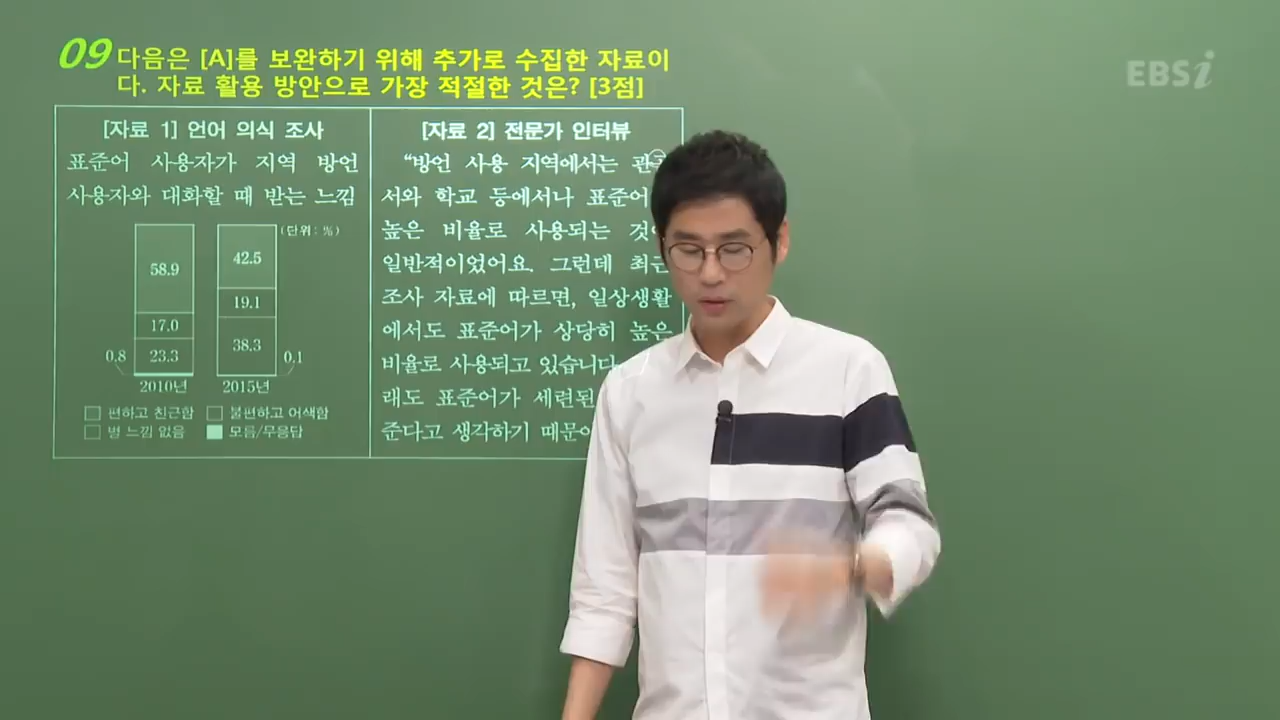 09 다음은 [A]를 보완하기 위해 추가로 수집한 자료이
다. 자료 활용 방안으로 가장 적절한 것은? [3점]
EBSi
[자료 1] 언어 의식 조사
표준어 사용자가 지역 방언
사용자와 대화할 때 받는 느낌
(단위: %)
58.9
17.0
23.3
0.8
2010년
42.5
19.1
38.3
0.1
2015년
편하고 친근함
불편하고 어색함
별 느낌 없음
모름/무응답
[자료 2] 전문가 인터뷰
“방언 사용 지역에서는
서와 학교 등에서나 표준어
높은 비율로 사용되는
일반적이었어요. 그런데 최근
조사 자료에 따르면, 일상생활
에서도 표준어가 상당히 높은
비율로 사용되고 있습니다
래도 표준어가 세련된
준다고 생각하기